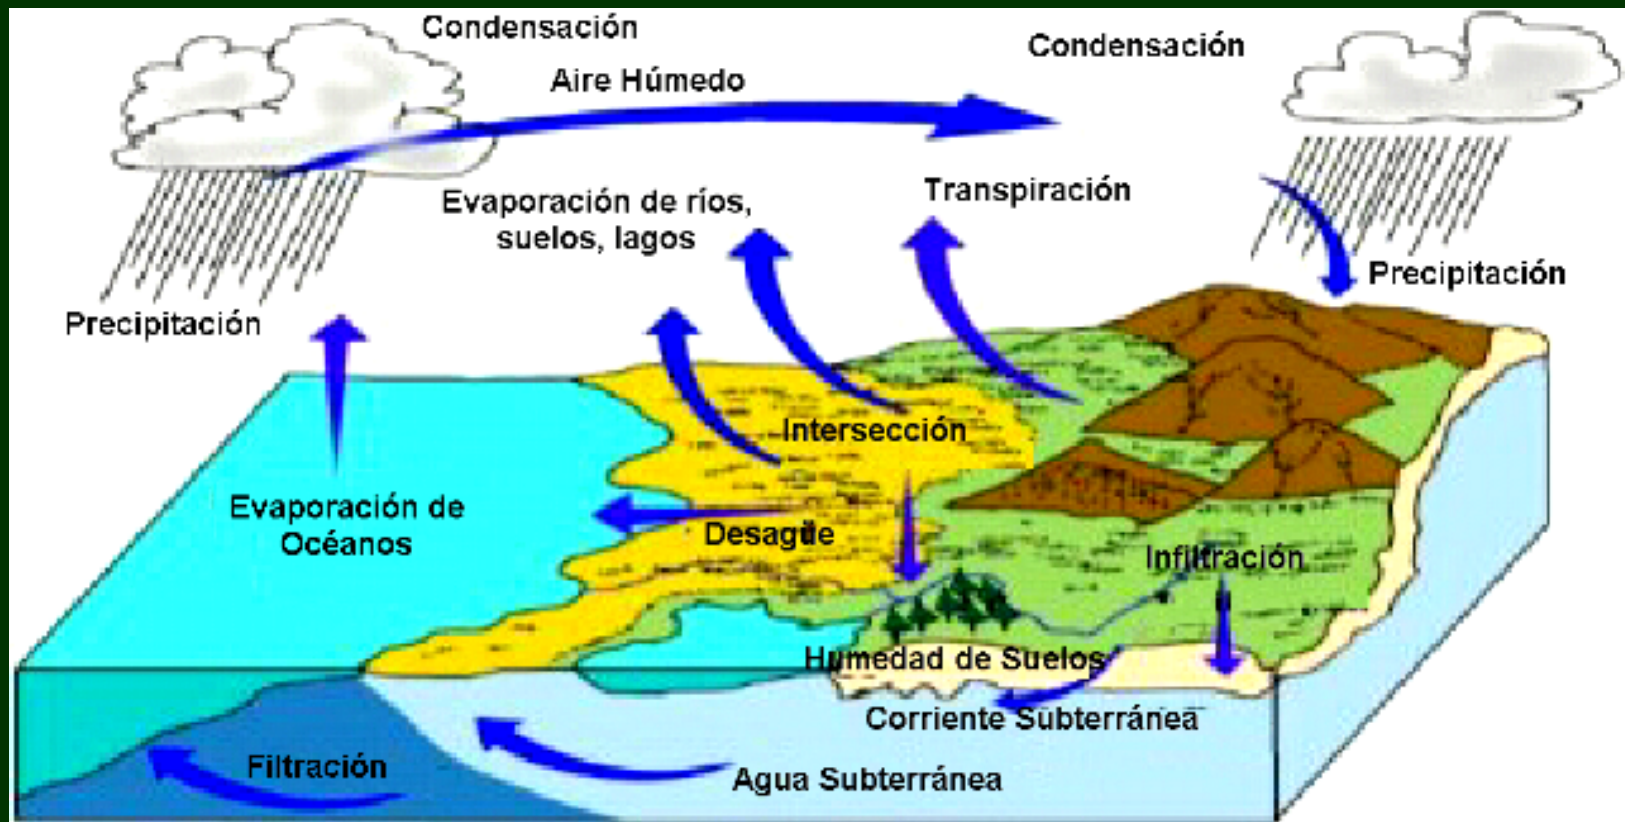 Condensación
Condensación
Aire Húmedo
Evaporación de ríos,
suelos, lagos
Transpiración
Precipitación
Precipitación
Intersección
Evaporación de
Océanos
Desagüe
Infiltración
Humedad de Suelos
Corriente Subterránea
Filtración
Agua Subterránea